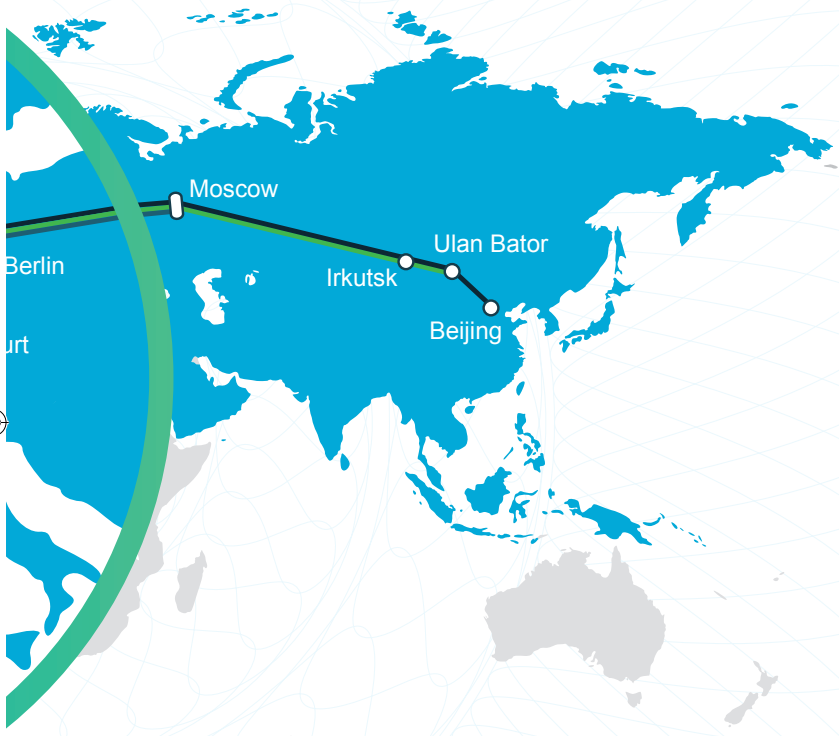 Moscow
Ulan Bator
Berlin
Irkutsk
Beijing
urt